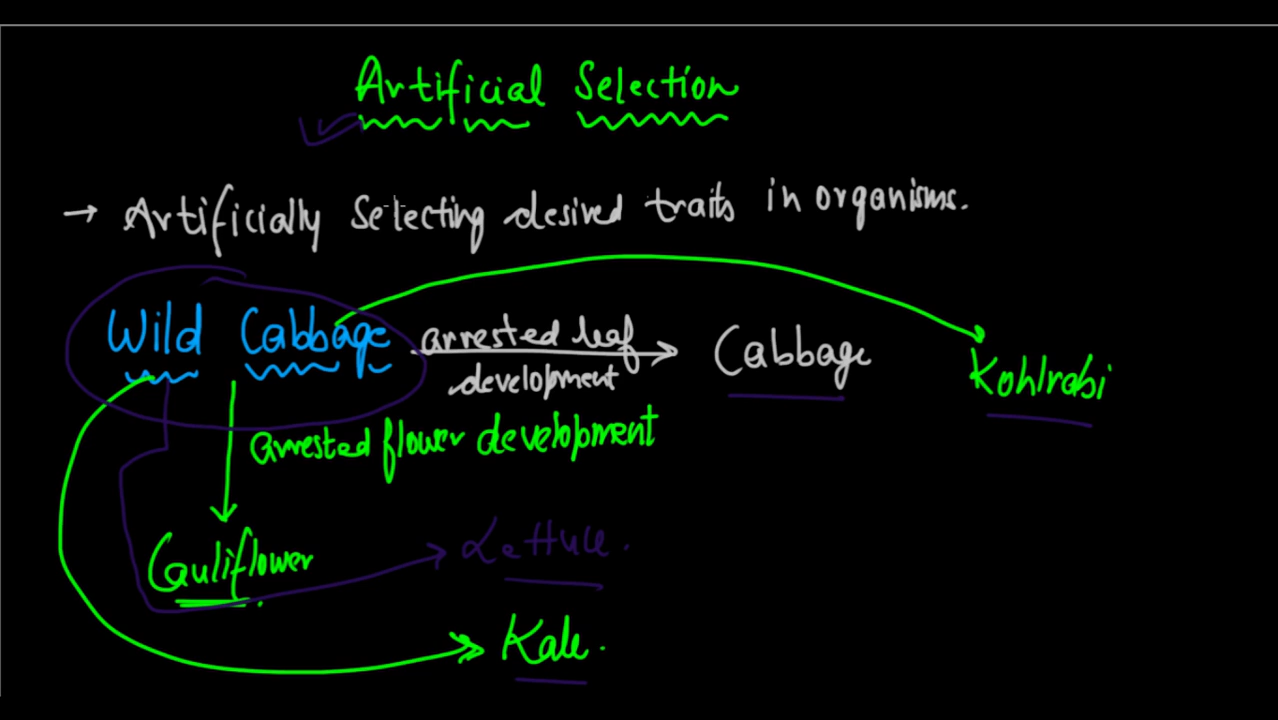 Artificial Selection
→ Artificially Selecting desired traits in organisms.
Wild Cabbage
arrested leaf
development
Cabbage
Kohlrabi
arrested flower development
Cauliflower
Lettuce.
Kale.